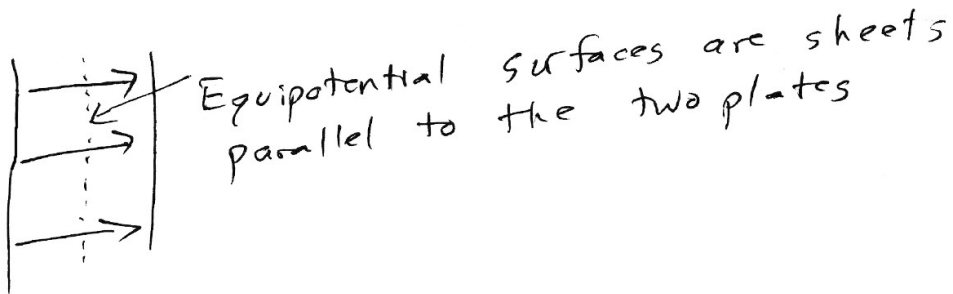 Equipotential surfaces are sheets
parallel to the two plates